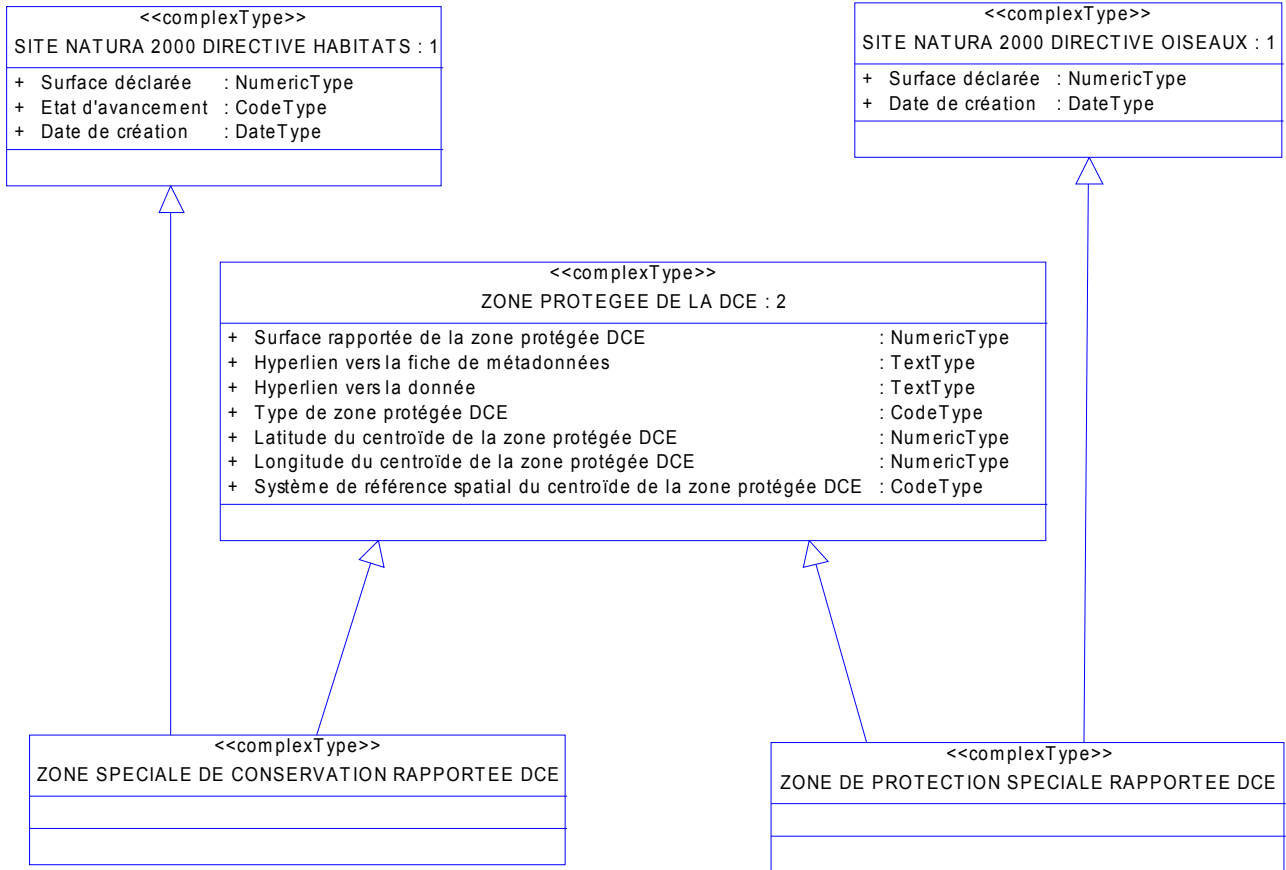 <<complexType>>
SITE NATURA 2000 DIRECTIVE HABITATS : 1
+ Surface déclarée : NumericType
+ Etat d'avancement : CodeType
+ Date de création : DateType
<<complexType>>
SITE NATURA 2000 DIRECTIVE OISEAUX : 1
+ Surface déclarée : NumericType
+ Date de création : DateType
<<complexType>>
ZONE PROTEGEE DE LA DCE : 2
+ Surface rapportée de la zone protégée DCE : NumericType
+ Hyperlien vers la fiche de métadonnées : TextType
+ Hyperlien vers la donnée : TextType
+ Type de zone protégée DCE : CodeType
+ Latitude du centroïde de la zone protégée DCE : NumericType
+ Longitude du centroïde de la zone protégée DCE : NumericType
+ Système de référence spatial du centroïde de la zone protégée DCE : CodeType
<<complexType>>
ZONE SPECIALE DE CONSERVATION RAPPORTEE DCE
<<complexType>>
ZONE DE PROTECTION SPECIALE RAPPORTEE DCE